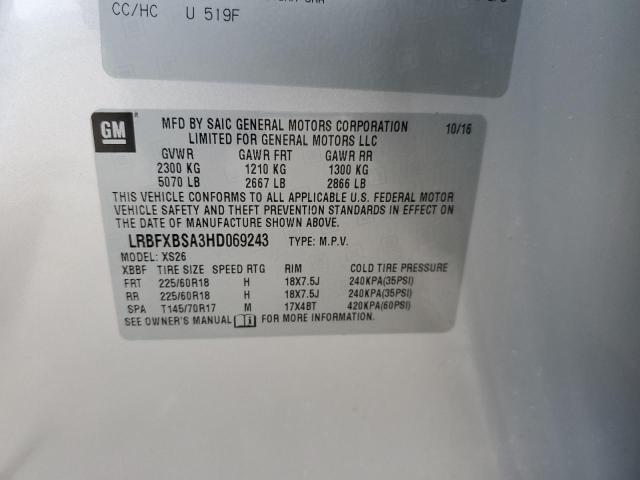 CC/HC U 519F
GM
MFD BY SAIC GENERAL MOTORS CORPORATION 10/16
LIMITED FOR GENERAL MOTORS LLC
GVWR GAWR FRT GAWR RR
2300 KG 1210 KG 1300 KG
5070 LB 2667 LB 2866 LB
THIS VEHICLE CONFORMS TO ALL APPLICABLE U.S. FEDERAL MOTOR
VEHICLE SAFETY AND THEFT PREVENTION STANDARDS IN EFFECT ON
THE DATE OF MANUFACTURE SHOWN ABOVE.
LRBFXBSA3HD069243 TYPE: M.P.V.
MODEL: XS26
XBBF TIRE SIZE SPEED RTG RIM COLD TIRE PRESSURE
FRT 225/60R18 H 18X7.5J 240KPA(35PSI)
RR 225/60R18 H 18X7.5J 240KPA(35PSI)
SPA T145/70R17 M 17X4BT 420KPA(60PSI)
SEE OWNER'S MANUAL FOR MORE INFORMATION.